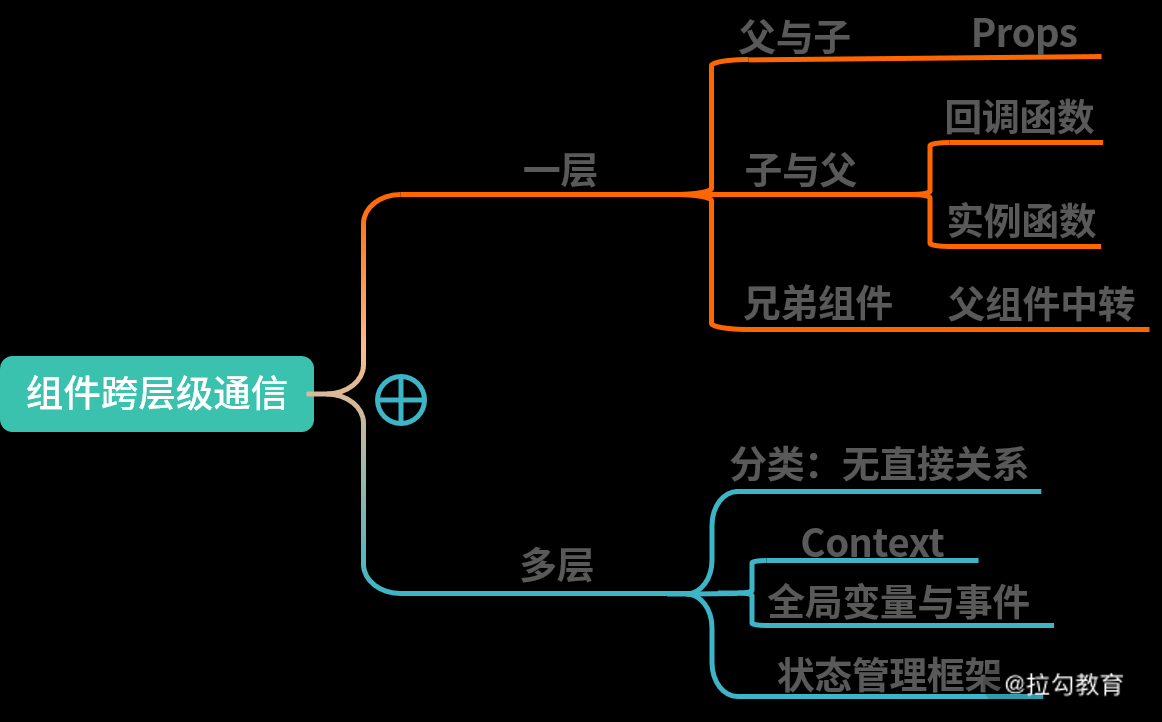 父与子
Props
回调函数
一层
子与父
实例函数
兄弟组件
父组件中转
组件跨层级通信
分类：无直接关系
Context
多层
全局变量与事件
状态管理框架
@拉勾教育